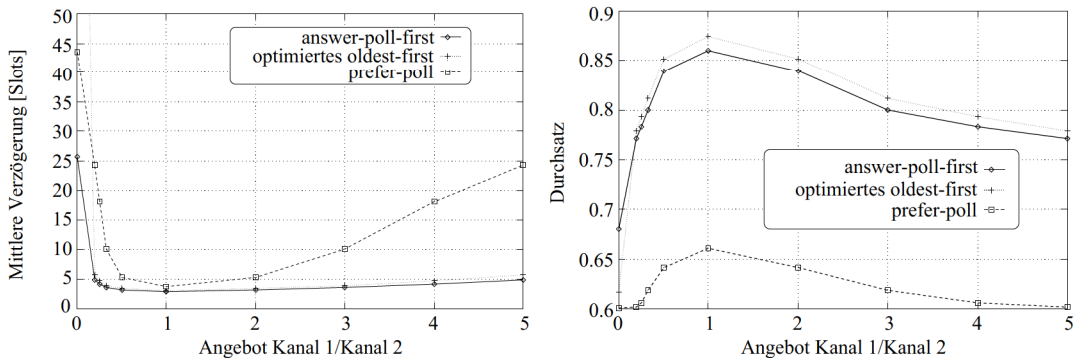 50
45
40
35
30
25
20
15
10
5
0
Mittlere Verzögerung [Slots]
answer-poll-first
optimiertes oldest-first
prefer-poll
0 1 2 3 4 5
Angebot Kanal 1/Kanal 2
0.9
0.85
0.8
0.75
0.7
0.65
0.6
Durchsatz
answer-poll-first
optimiertes oldest-first
prefer-poll
0 1 2 3 4 5
Angebot Kanal 1/Kanal 2